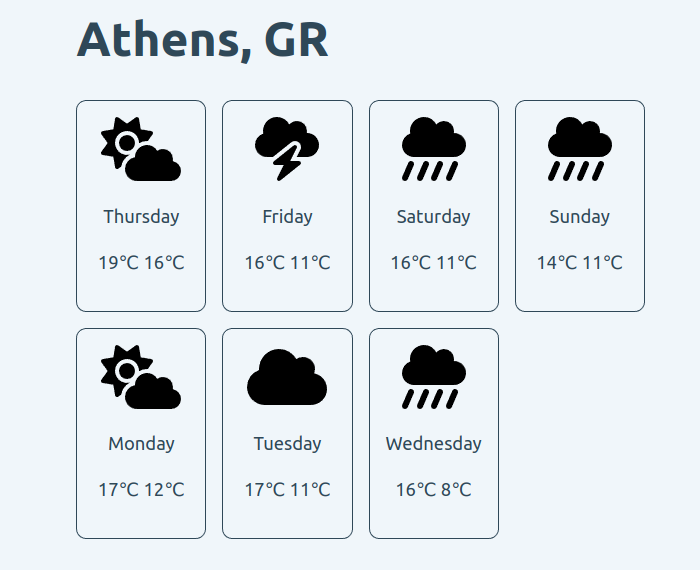 Athens, GR
Thursday
19°C 16°C
Friday
16°C 11°C
Saturday
16°C 11°C
Sunday
14°C 11°C
Monday
17°C 12°C
Tuesday
17°C 11°C
Wednesday
16°C 8°C